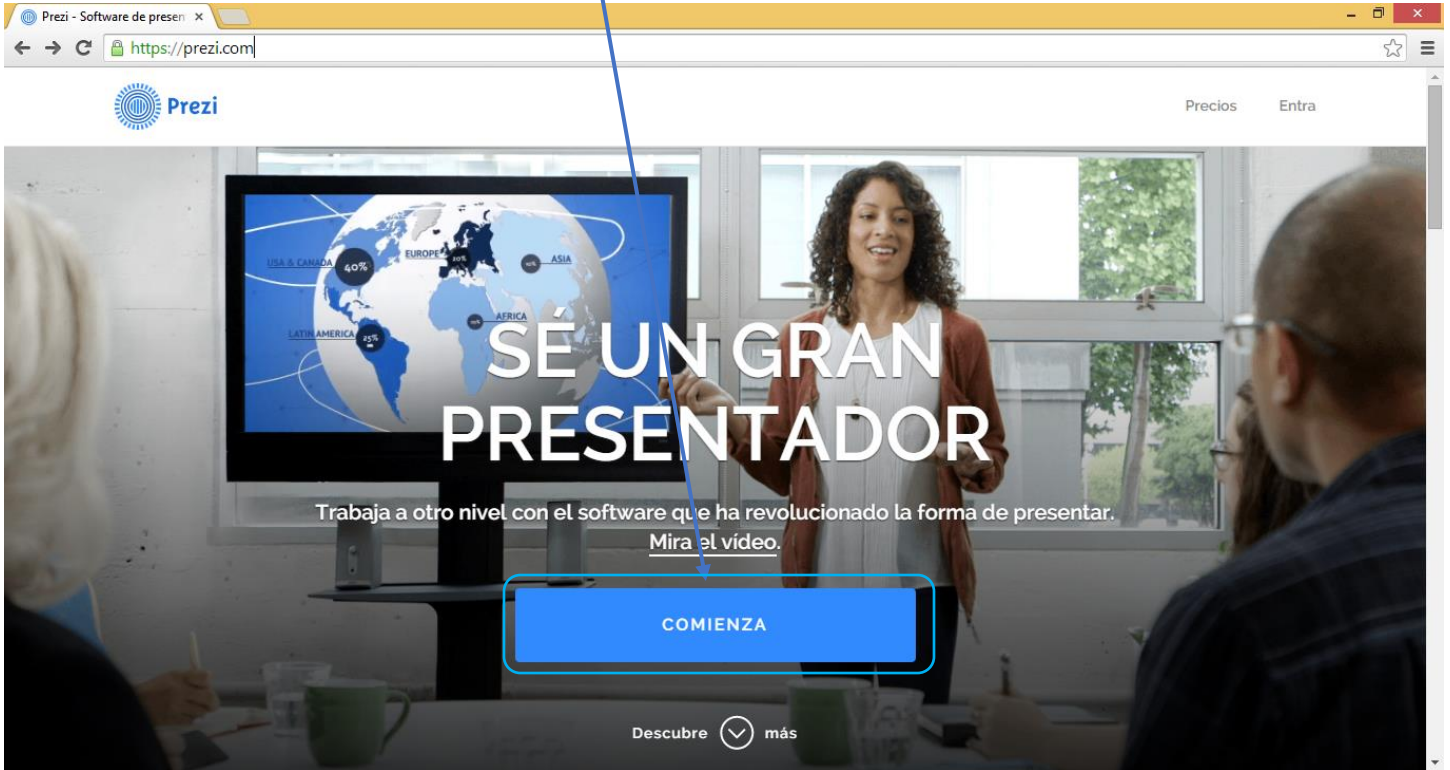 Prezi - Software de presen
https://prezi.com
Prezi
Precios Entra
USA & CANADA
40%
EUROPE
ASIA
AFRICA
LATIN AMERICA
25%
SÉ UN GRAN
PRESENTADOR
Trabaja a otro nivel con el software que ha revolucionado la forma de presentar.
Mira el vídeo.
COMIENZA
Descubre más